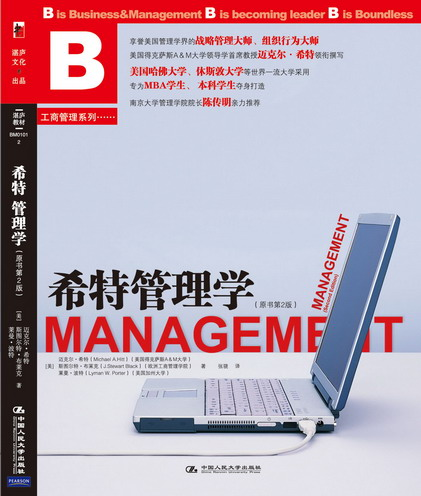 B is Business&Management B is becoming leader B is Boundless
B
工商管理系列……
享誉美国管理学界的战略管理大师、组织行为大师
美国得克萨斯A&M大学领导学首席教授迈克尔·希特领衔撰写
美国哈佛大学、休斯敦大学等世界一流大学采用
专为MBA学生、本科学生夺身打造
南京大学管理学院院长陈传明亲力推荐
MANAGEMENT
(Second Edition)
希特管理学
(原书第2版)
MANAGEMENT
[美]
迈克尔·希特 (Michael A.Hitt) (美国得克萨斯A&M大学)
斯图尔特·布莱克 (J.Stewart Black) (欧洲工商管理学院) 著 张骥 译
莱曼·波特 (Lyman W. Porter) (美国加州大学)
中国人民大学出版社
湛庐文化·出品
湛庐教材
BM0101
2
希特 管理学
(原书第2版)
[美]
迈克尔·希特
斯图尔特·布莱克 著
莱曼·波特
中国人民大学出版社
PEARSON